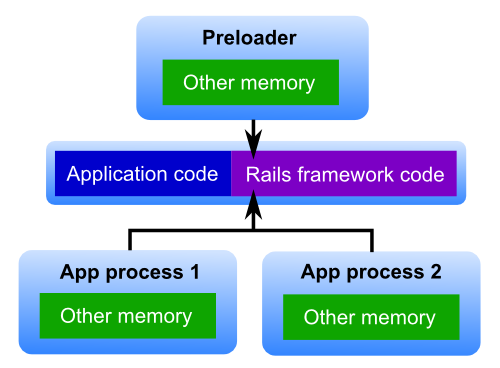 Preloader
Other memory
Application code
Rails framework code
App process 1
App process 2
Other memory
Other memory